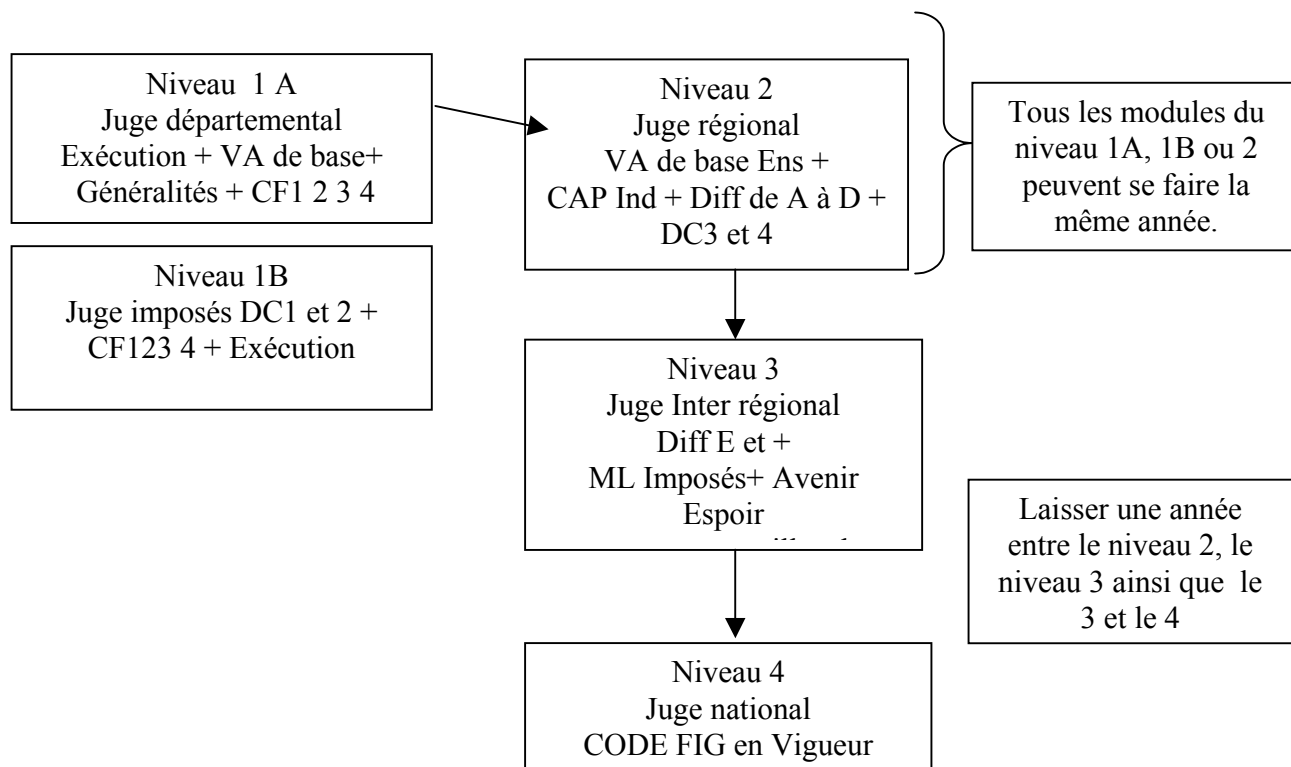 Niveau 1 A
Juge départemental
Exécution + VA de base+
Généralités + CF1 2 3 4
Niveau 1B
Juge imposés DC1 et 2 +
CF123 4 + Exécution
Niveau 2
Juge régional
VA de base Ens +
CAP Ind + Diff de A à D +
DC3 et 4
Tous les modules du
niveau 1A, 1B ou 2
peuvent se faire la
même année.
Niveau 3
Juge Inter régional
Diff E et +
ML Imposés+ Avenir
Espoir
Laisser une année
entre le niveau 2, le
niveau 3 ainsi que le
3 et le 4
Niveau 4
Juge national
CODE FIG en Vigueur